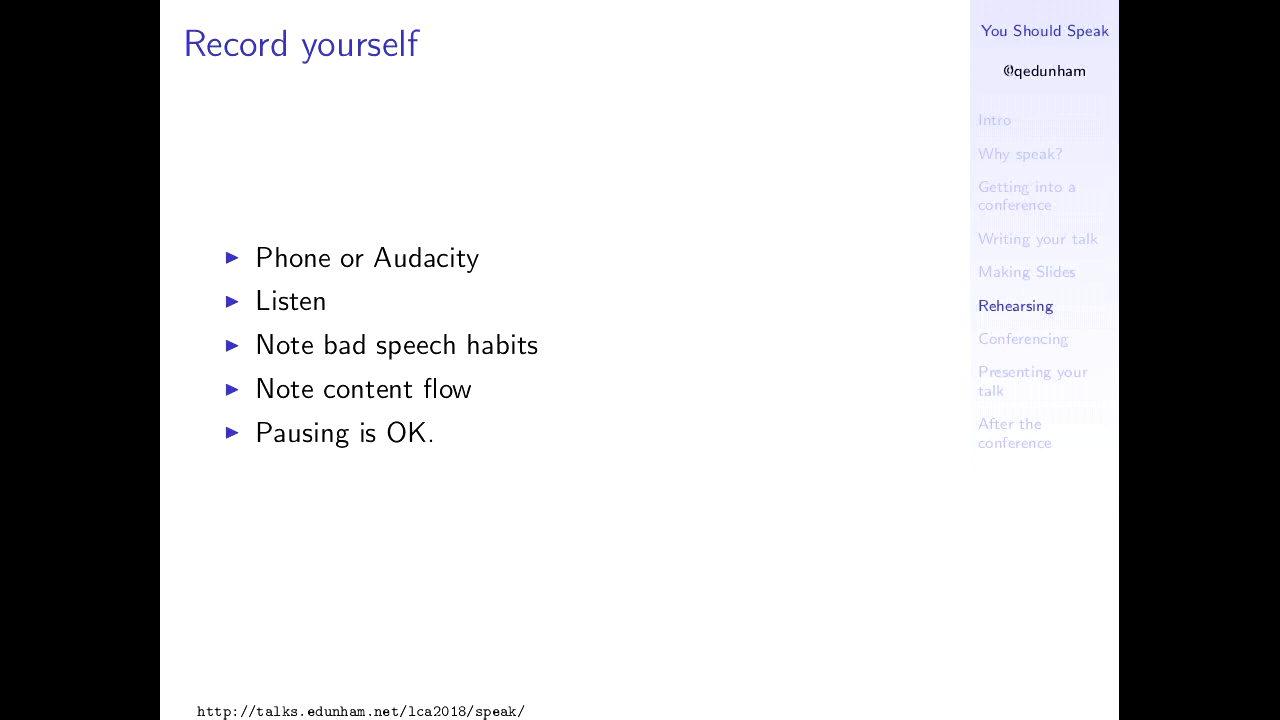 Record yourself
Phone or Audacity
Listen
Note bad speech habits
Note content flow
Pausing is OK.
http://talks.edunham.net/lca2018/speak/
You Should Speak
@qedunham
Intro
Why speak?
Getting into a
conference
Writing your talk
Making Slides
Rehearsing
Conferencing
Presenting your
talk
After the
conference